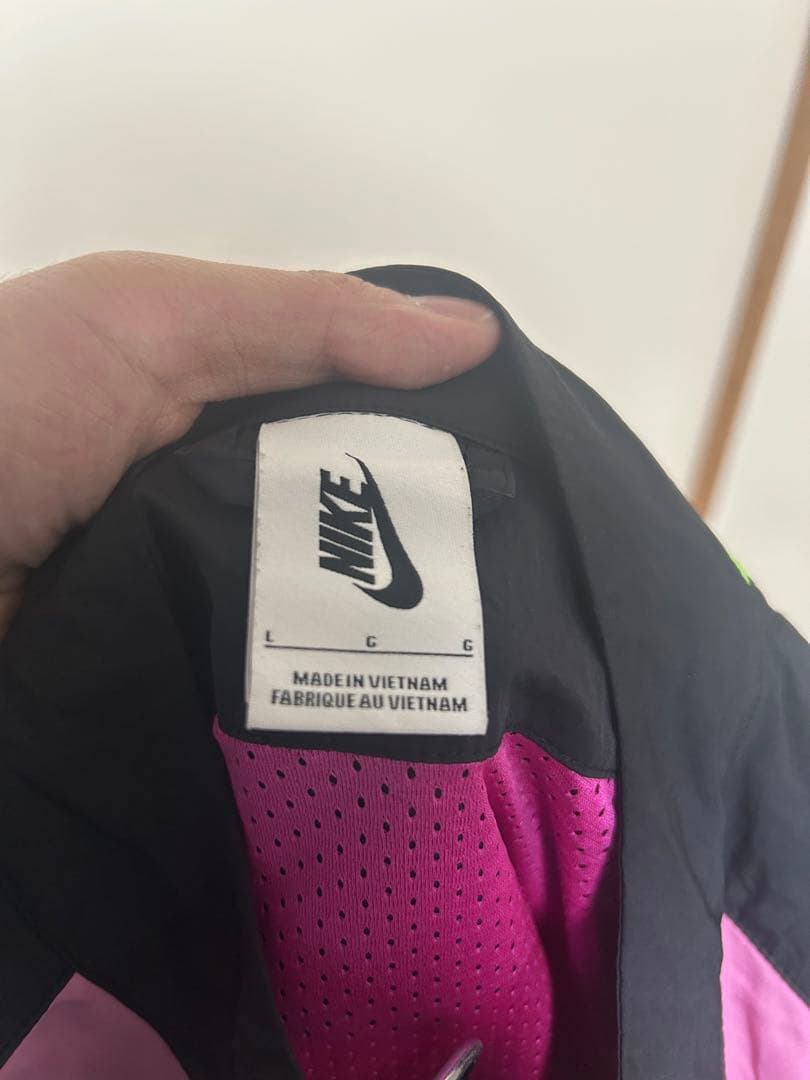 NIKE
L G G
MADE IN VIETNAM
FABRIQUE AU VIETNAM